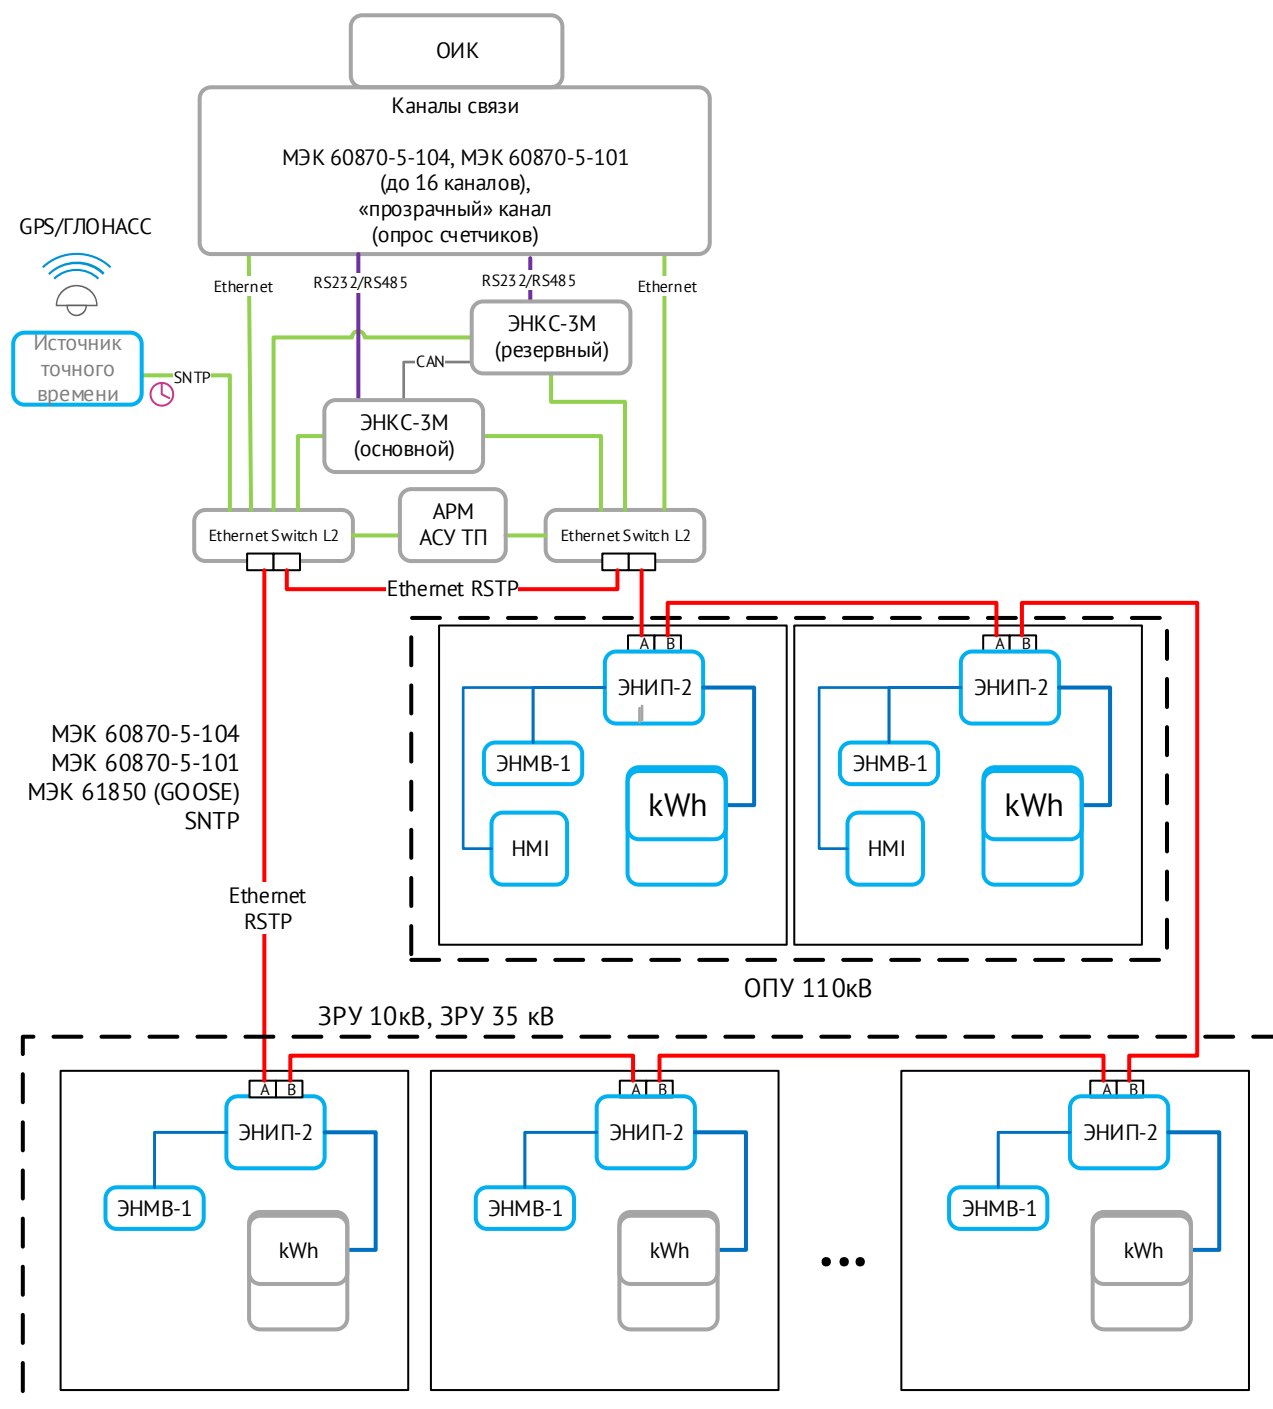 ОИК
Каналы связи
МЭК 60870-5-104, МЭК 60870-5-101
(до 16 каналов),
«прозрачный» канал
(опрос счетчиков)
GPS/ГЛОНАСС
Ethernet
RS232/RS485
RS232/RS485
Ethernet
Источник
точного
времени
SNTP
ЭНКС-3М
(резервный)
CAN
ЭНКС-3М
(основной)
Ethernet Switch L2
АРМ
АСУ ТП
Ethernet Switch L2
Ethernet RSTP
A B
ЭНИП-2
ЭНМВ-1
kWh
HMI
A B
ЭНИП-2
ЭНМВ-1
kWh
HMI
МЭК 60870-5-104
МЭК 60870-5-101
МЭК 61850 (GOOSE)
SNTP
Ethernet
RSTP
ОПУ 110кВ
ЗРУ 10кВ, ЗРУ 35 кВ
A B
ЭНИП-2
ЭНМВ-1
kWh
A B
ЭНИП-2
ЭНМВ-1
kWh
...
A B
ЭНИП-2
ЭНМВ-1
kWh